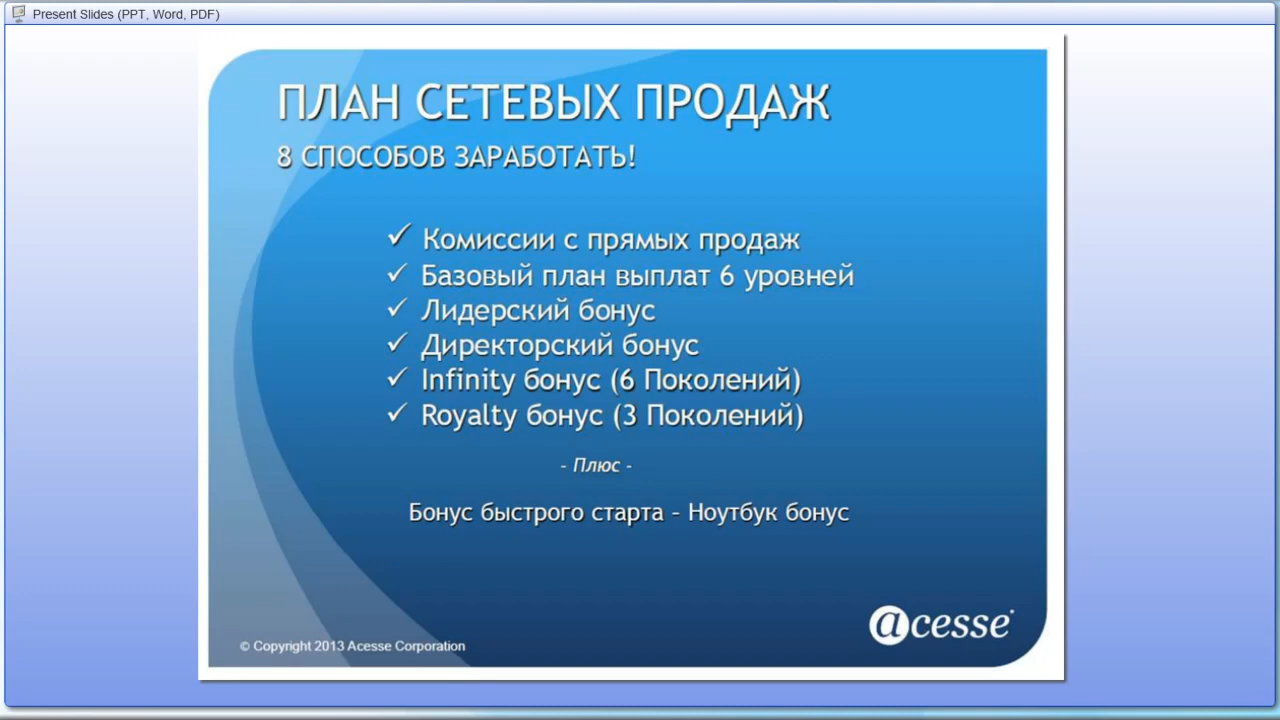 Present Slides (PPT, Word, PDF)
ПЛАН СЕТЕВЫХ ПРОДАЖ
8 СПОСОБОВ ЗАРАБОТАТЬ!
✓ Комиссии с прямых продаж
✓ Базовый план выплат 6 уровней
✓ Лидерский бонус
✓ Директорский бонус
✓ Infinity бонус (6 Поколений)
✓ Royalty бонус (3 Поколений)
- Плюс -
Бонус быстрого старта – Ноутбук бонус
acesse
© Copyright 2013 Acesse Corporation